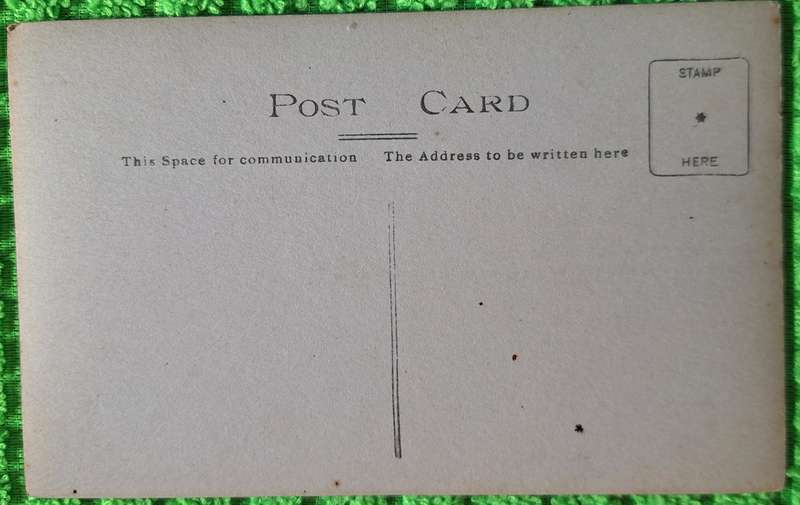 POST CARD
This Space for communication The Address to be written here
STAMP
*
HERE